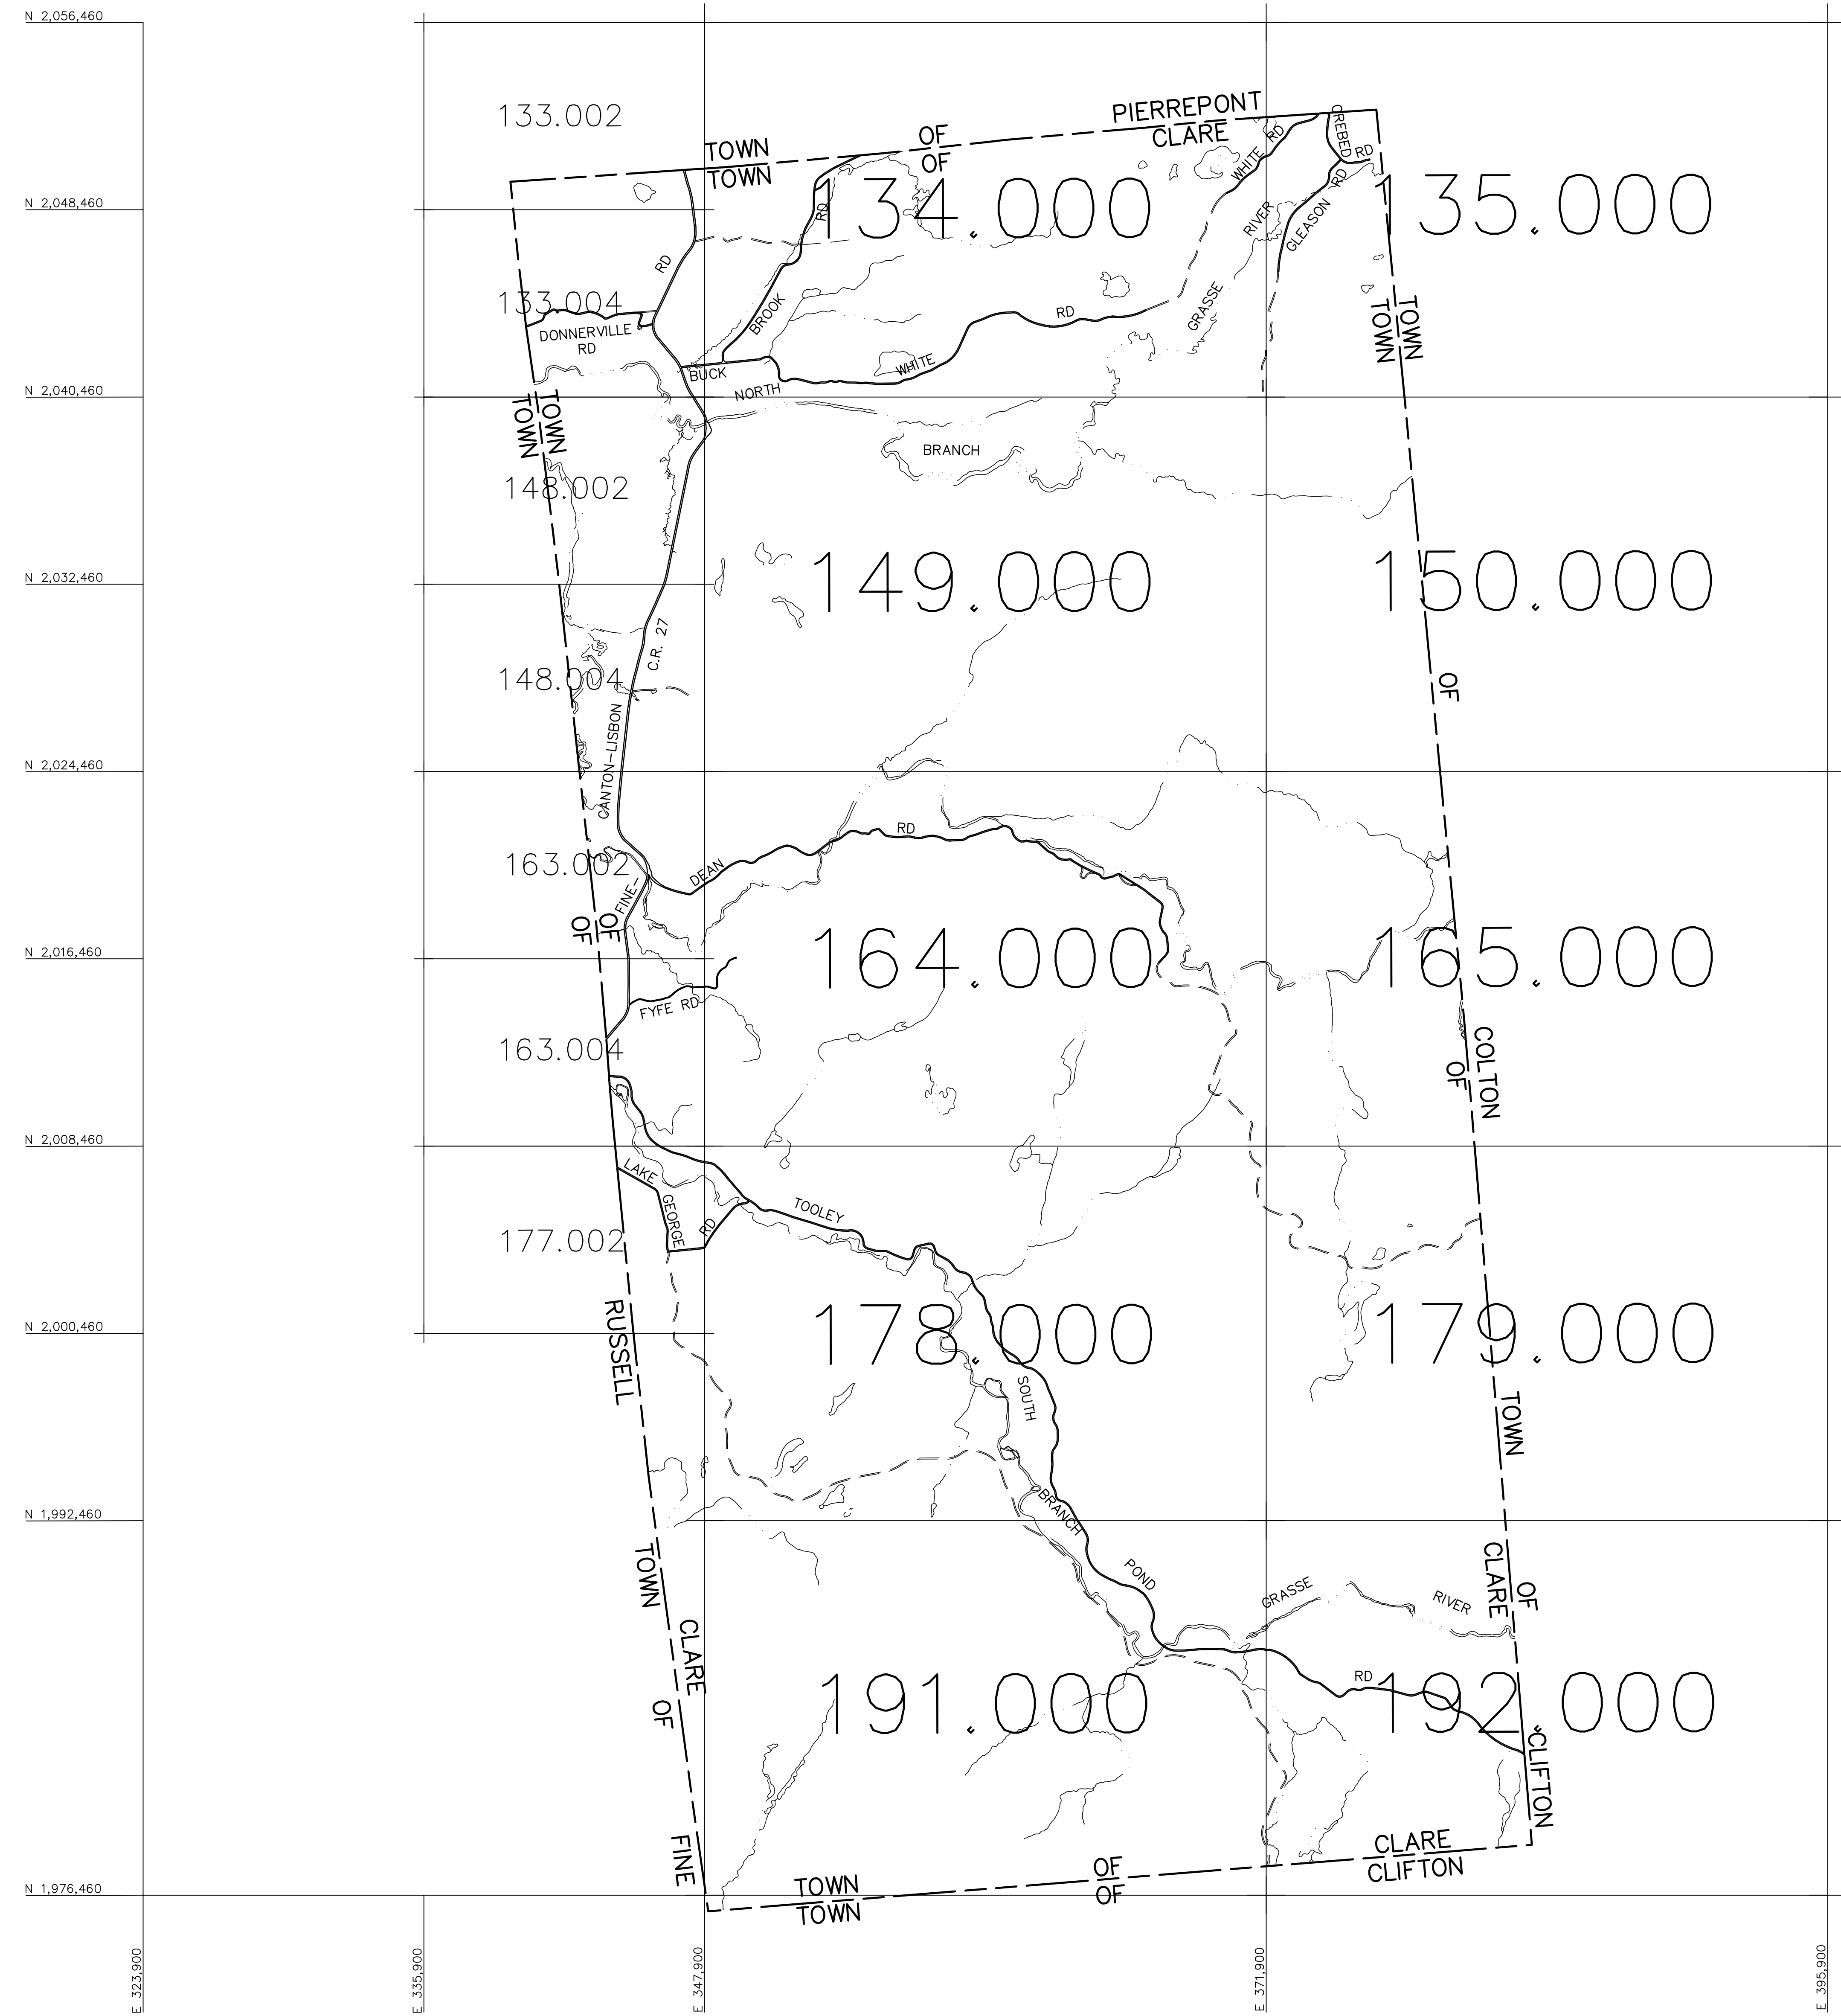 N 2,056,460
133.002
PIERREPONT
CLARE
TOWN
TOWN
OF
OF
WHITE RD
CREBED RD
N 2,048,460
134.000
135.000
RD
RIVER
GLEASON RD
RD
133.004
DONNERVILLE
RD
BROOK
GRASSE
RD
TOWN
TOWN
BUCK
WHITE
N 2,040,460
NORTH
TOWN
TOWN
BRANCH
148.002
N 2,032,460
149.000
150.000
C.R. 27
148.004
OF
CANTON-LISBON
N 2,024,460
RD
163.002
DEAN
FINE-
OF
OF
N 2,016,460
164.000
165.000
FYFE RD
163.004
COLTON
OF
N 2,008,460
LAKE
GEORGE
RD
TOOLEY
177.002
N 2,000,460
178.000
179.000
RUSSELL
SOUTH
TOWN
BRANCH
N 1,992,460
TOWN
POND
GRASSE
RIVER
CLARE
OF
CLARE
OF
191.000
RD
192.000
CLIFTON
FINE
TOWN
TOWN
OF
OF
CLARE
CLIFTON
N 1,976,460
E 323,900
E 335,900
E 347,900
E 371,900
E 395,900